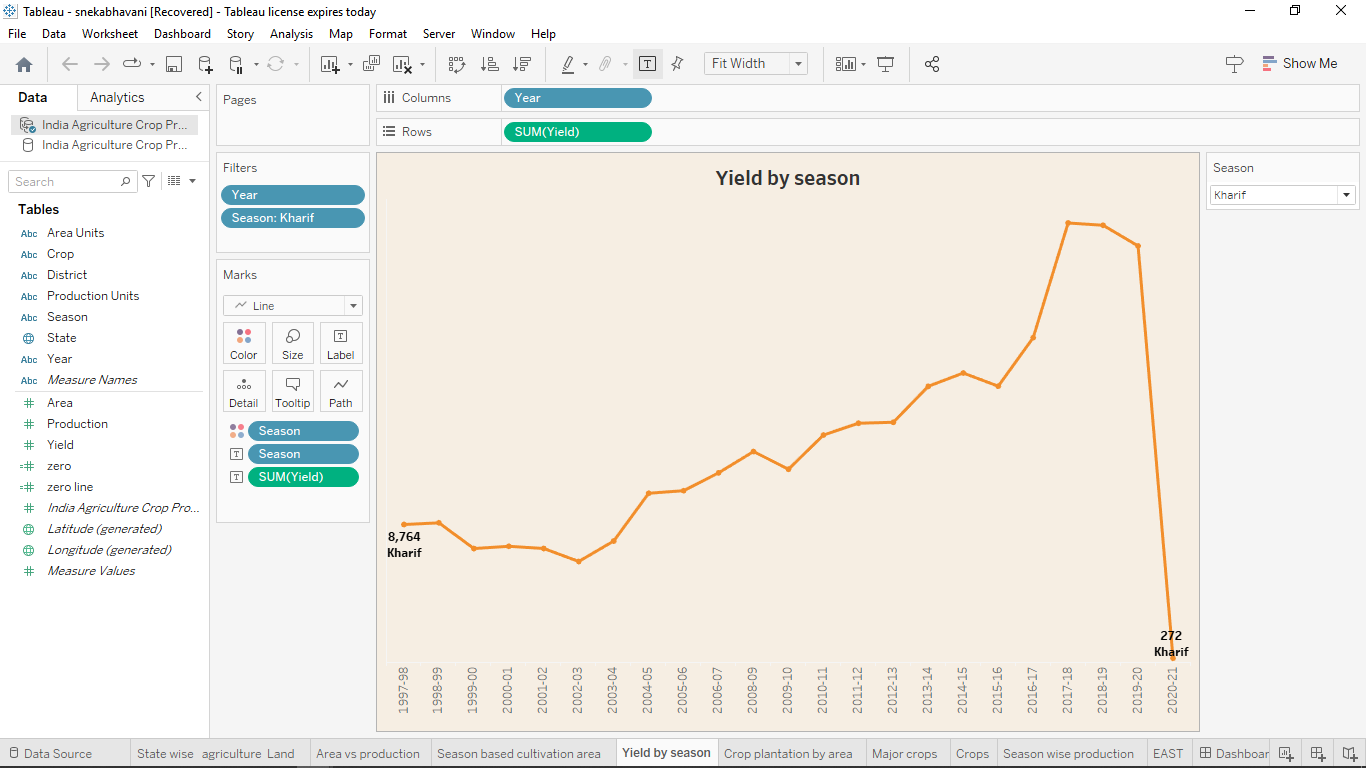 Tableau - snekabhavani [Recovered] - Tableau license expires today
File Data Worksheet Dashboard Story Analysis Map Format Server Window Help
Fit Width
Show Me
Data Analytics
India Agriculture Crop Pr...
India Agriculture Crop Pr...
Search
Tables
Abc Area Units
Abc Crop
Abc District
Abc Production Units
Abc Season
State
Abc Year
Abc Measure Names
# Area
# Production
# Yield
=# zero
=# zero line
# India Agriculture Crop Pro...
Latitude (generated)
Longitude (generated)
# Measure Values
Pages
Filters
Year
Season: Kharif
Marks
Line
Color Size Label
Detail Tooltip Path
Season
Season
SUM(Yield)
Columns Year
Rows SUM(Yield)
Yield by season
8,764
Kharif
272
Kharif
1997-98 1998-99 1999-00 2000-01 2001-02 2002-03 2003-04 2004-05 2005-06 2006-07 2008-09 2009-10 2010-11 2011-12 2012-13 2013-14 2014-15 2015-16 2016-17 2017-18 2018-19 2019-20 2020-21
Season
Kharif
Data Source State wise agriculture Land Area vs production Season based cultivation area Yield by season Crop plantation by area Major crops Crops Season wise production EAST Dashboar